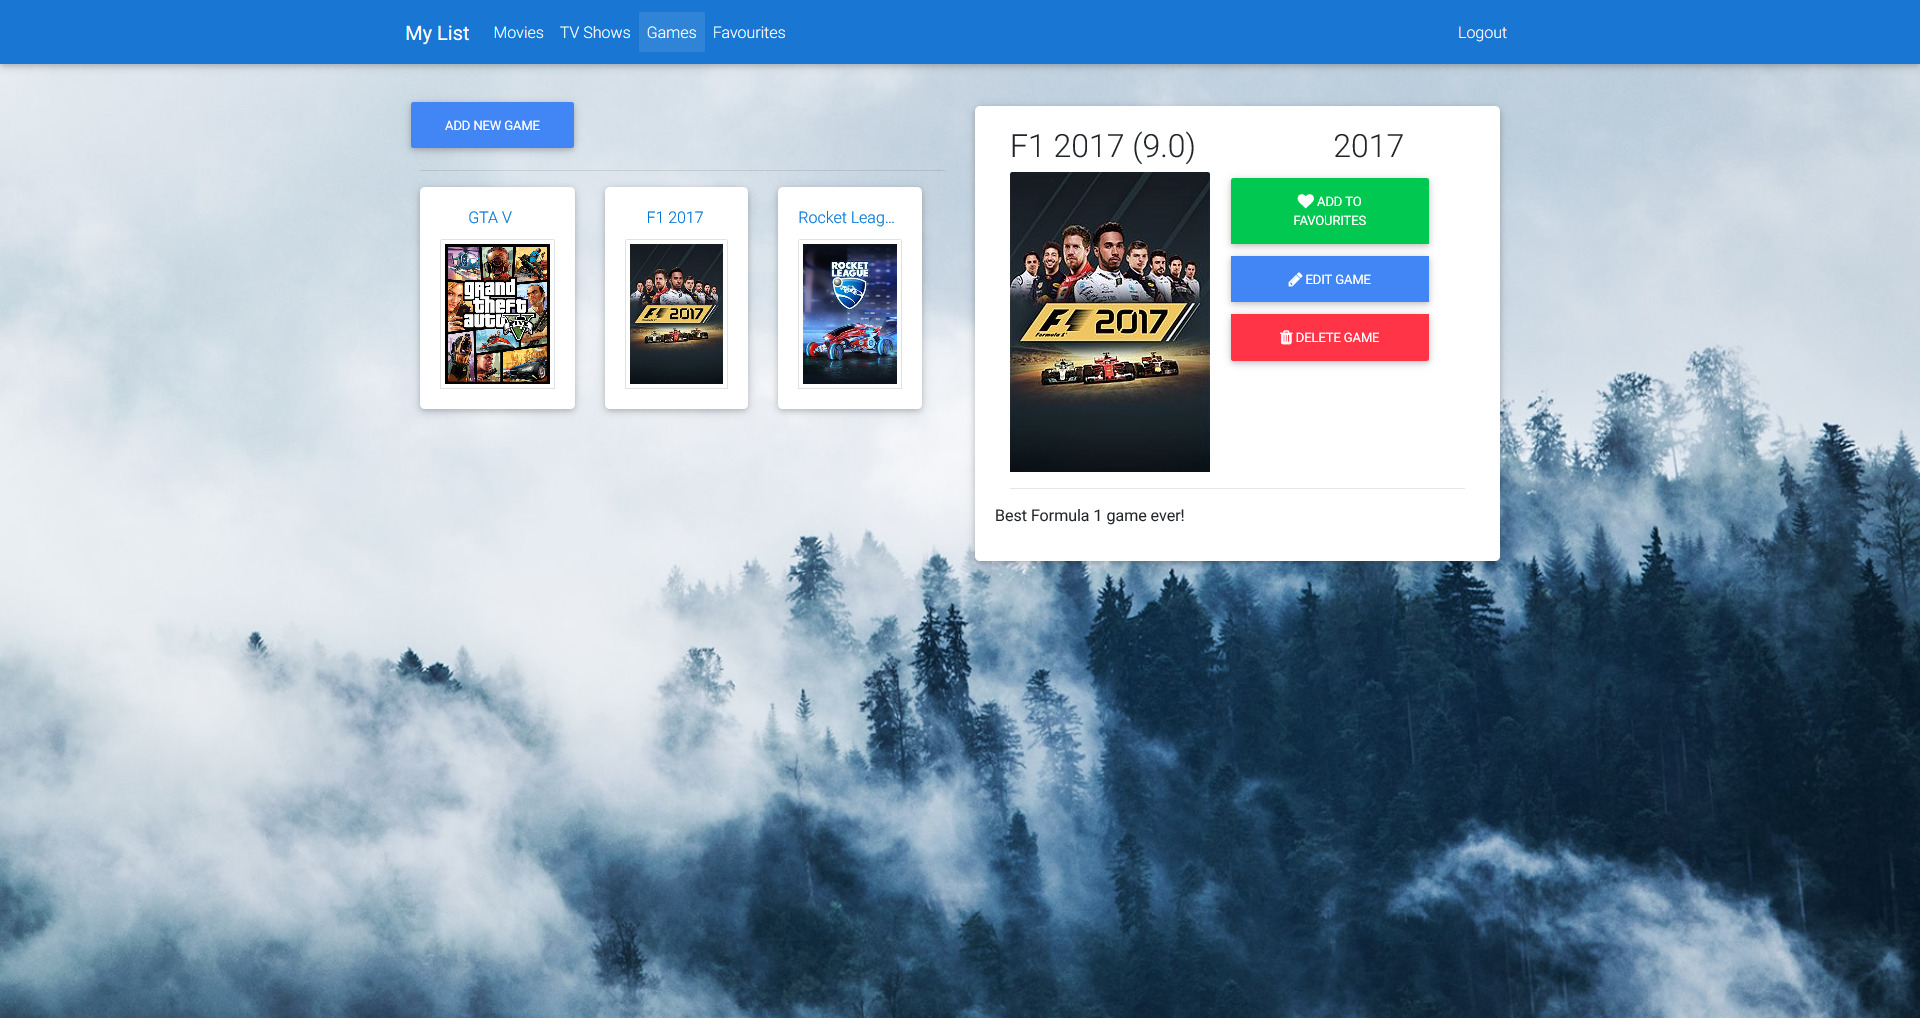 My List Movies TV Shows Games Favourites Logout
ADD NEW GAME
GTA V
grand
theft
auto
V
F1 2017
F1 2017
Rocket Leag...
ROCKET
LEAGUE
F1 2017 (9.0) 2017
F1 2017
Formula 1
ADD TO
FAVOURITES
EDIT GAME
DELETE GAME
Best Formula 1 game ever!